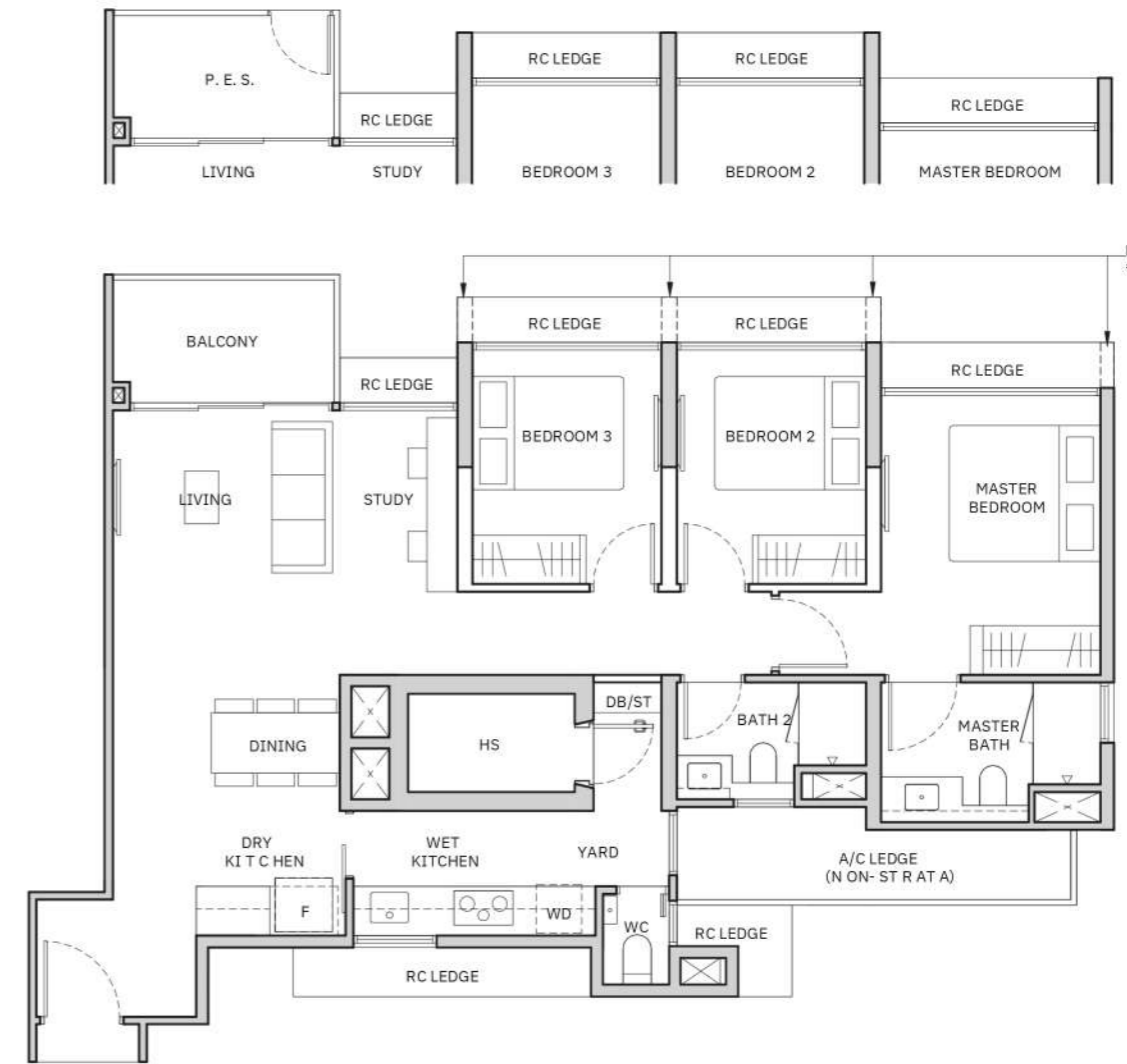 RC LEDGE
RC LEDGE
P. E. S.
RC LEDGE
RC LEDGE
LIVING
STUDY
BEDROOM 3
BEDROOM 2
MASTER BEDROOM
RC LEDGE
RC LEDGE
BALCONY
RC LEDGE
RC LEDGE
BEDROOM 3
BEDROOM 2
LIVING
STUDY
MASTER
BEDROOM
DB/ST
BATH 2
MASTER
BATH
X
HS
DINING
X
DRY
KI T C HEN
WET
KITCHEN
YARD
A/C LEDGE
(N ON- ST R AT A)
F
WD
WC
RC LEDGE
RC LEDGE